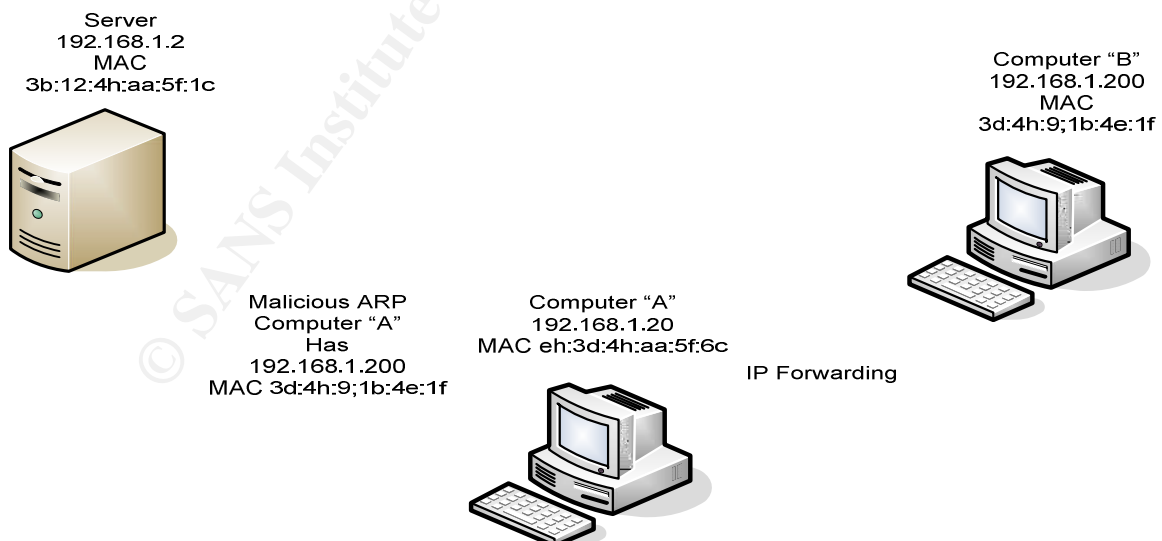 Server
192.168.1.2
MAC
3b:12:4h:aa:5f:1c
Computer “B”
192.168.1.200
MAC
3d:4h:9;1b:4e:1f
Malicious ARP
Computer “A”
Has
192.168.1.200
MAC 3d:4h:9;1b:4e:1f
Computer “A”
192.168.1.20
MAC eh:3d:4h:aa:5f:6c
IP Forwarding
© SANS Institute